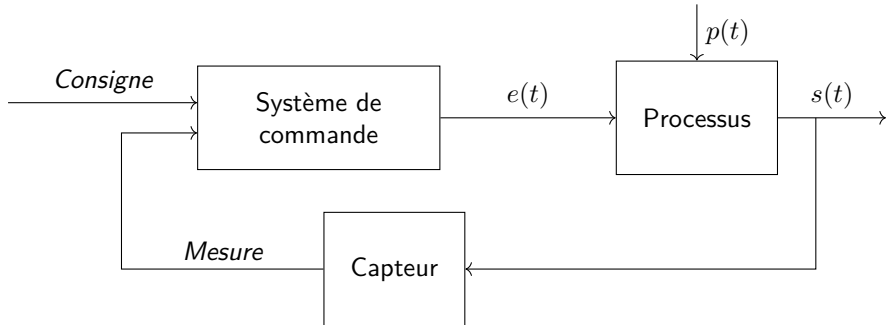 p(t)
Consigne
Système de
commande
e(t)
Processus
s(t)
Mesure
Capteur